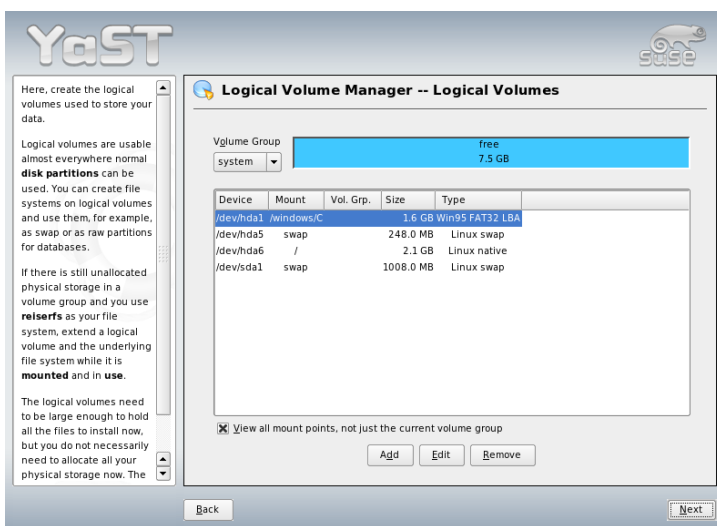 YaST
SUSE
Here, create the logical
volumes used to store your
data.
Logical volumes are usable
almost everywhere normal
disk partitions can be
used. You can create file
systems on logical volumes
and use them, for example,
as swap or as raw partitions
for databases.
If there is still unallocated
physical storage in a
volume group and you use
reiserfs as your file
system, extend a logical
volume and the underlying
file system while it is
mounted and in use.
The logical volumes need
to be large enough to hold
all the files to install now,
but you do not necessarily
need to allocate all your
physical storage now. The
Logical Volume Manager -- Logical Volumes
Volume Group
system
free
7.5 GB
Device Mount Vol. Grp. Size Type
/dev/hda1 /windows/C 1.6 GB Win95 FAT32 LBA
/dev/hda5 swap 248.0 MB Linux swap
/dev/hda6 / 2.1 GB Linux native
/dev/sda1 swap 1008.0 MB Linux swap
View all mount points, not just the current volume group
Add Edit Remove
Back Next